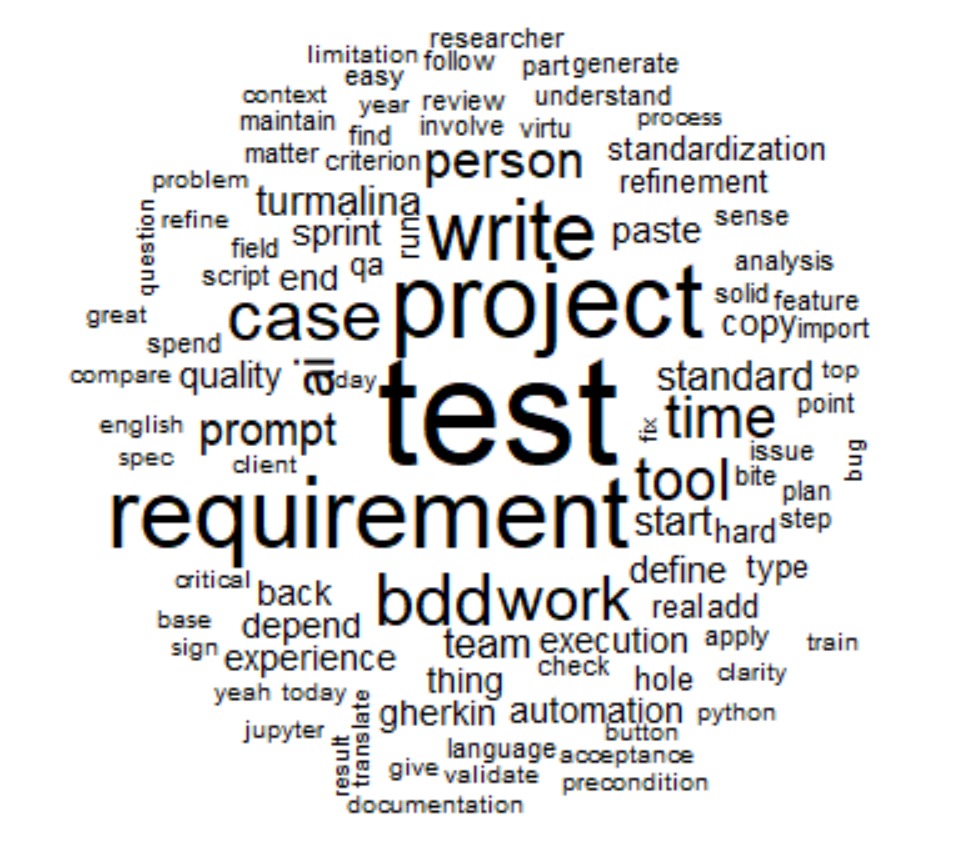 researcher
limitation follow part generate
easy
context year review understand
maintain find involve virtu process
matter criterion person standardization
problem refinement
turmalina
question refine sprint run write paste sense
field
script end qa analysis
great case project solid feature
copy import
spend
compare quality ai day test standard top
english prompt fix time point
spec client issue
bug
requirement tool bite plan
start hard step
define type
critical back bdd work real add
base depend
sign experience team execution apply train
thing check hole clarity
yeah today
gherkin automation python
jupyter result translate button
language acceptance
give validate precondition
documentation